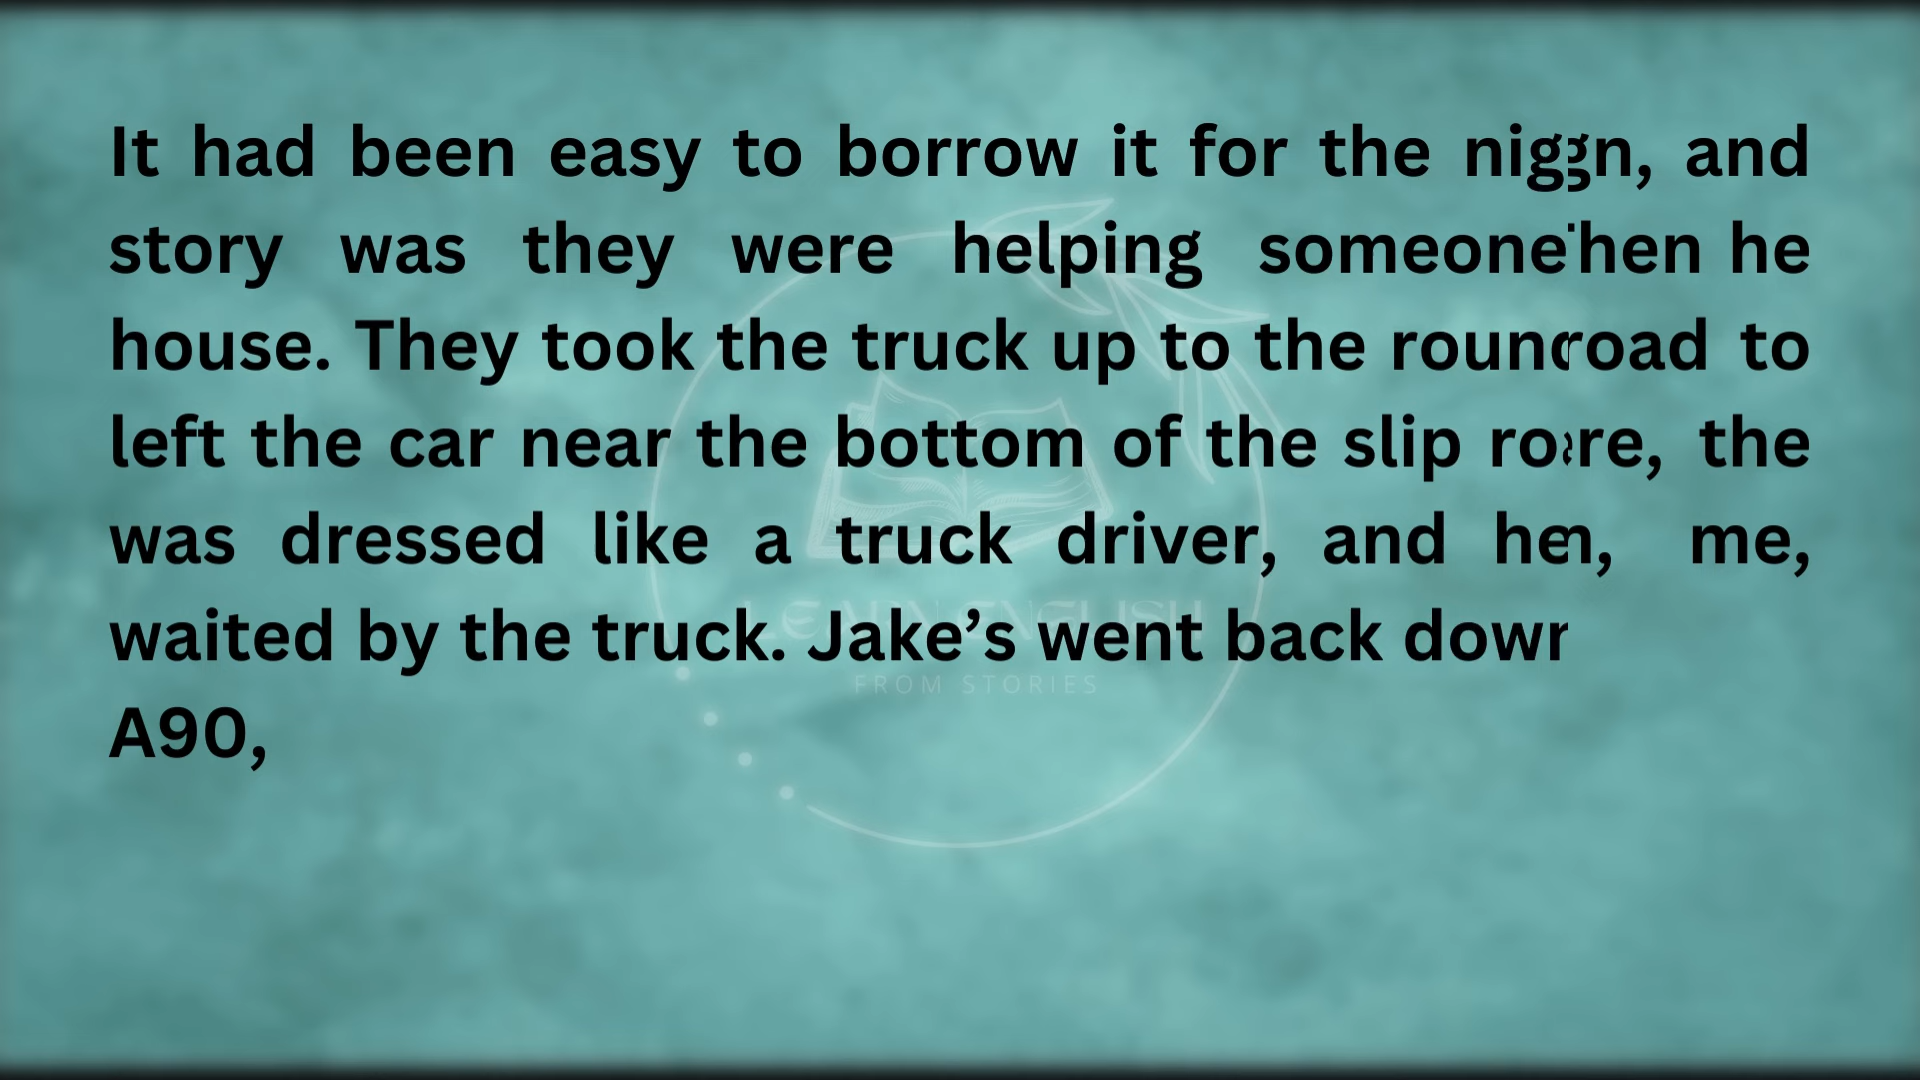 It had been easy to borrow it for the and
story was they were helping he
house. They took the truck up to the to
left the car near the bottom of the slip the
was dressed like a truck driver, and me,
waited by the truck. Jake’s went back
A90,
LEARN ENGLISH
FROM STORIES